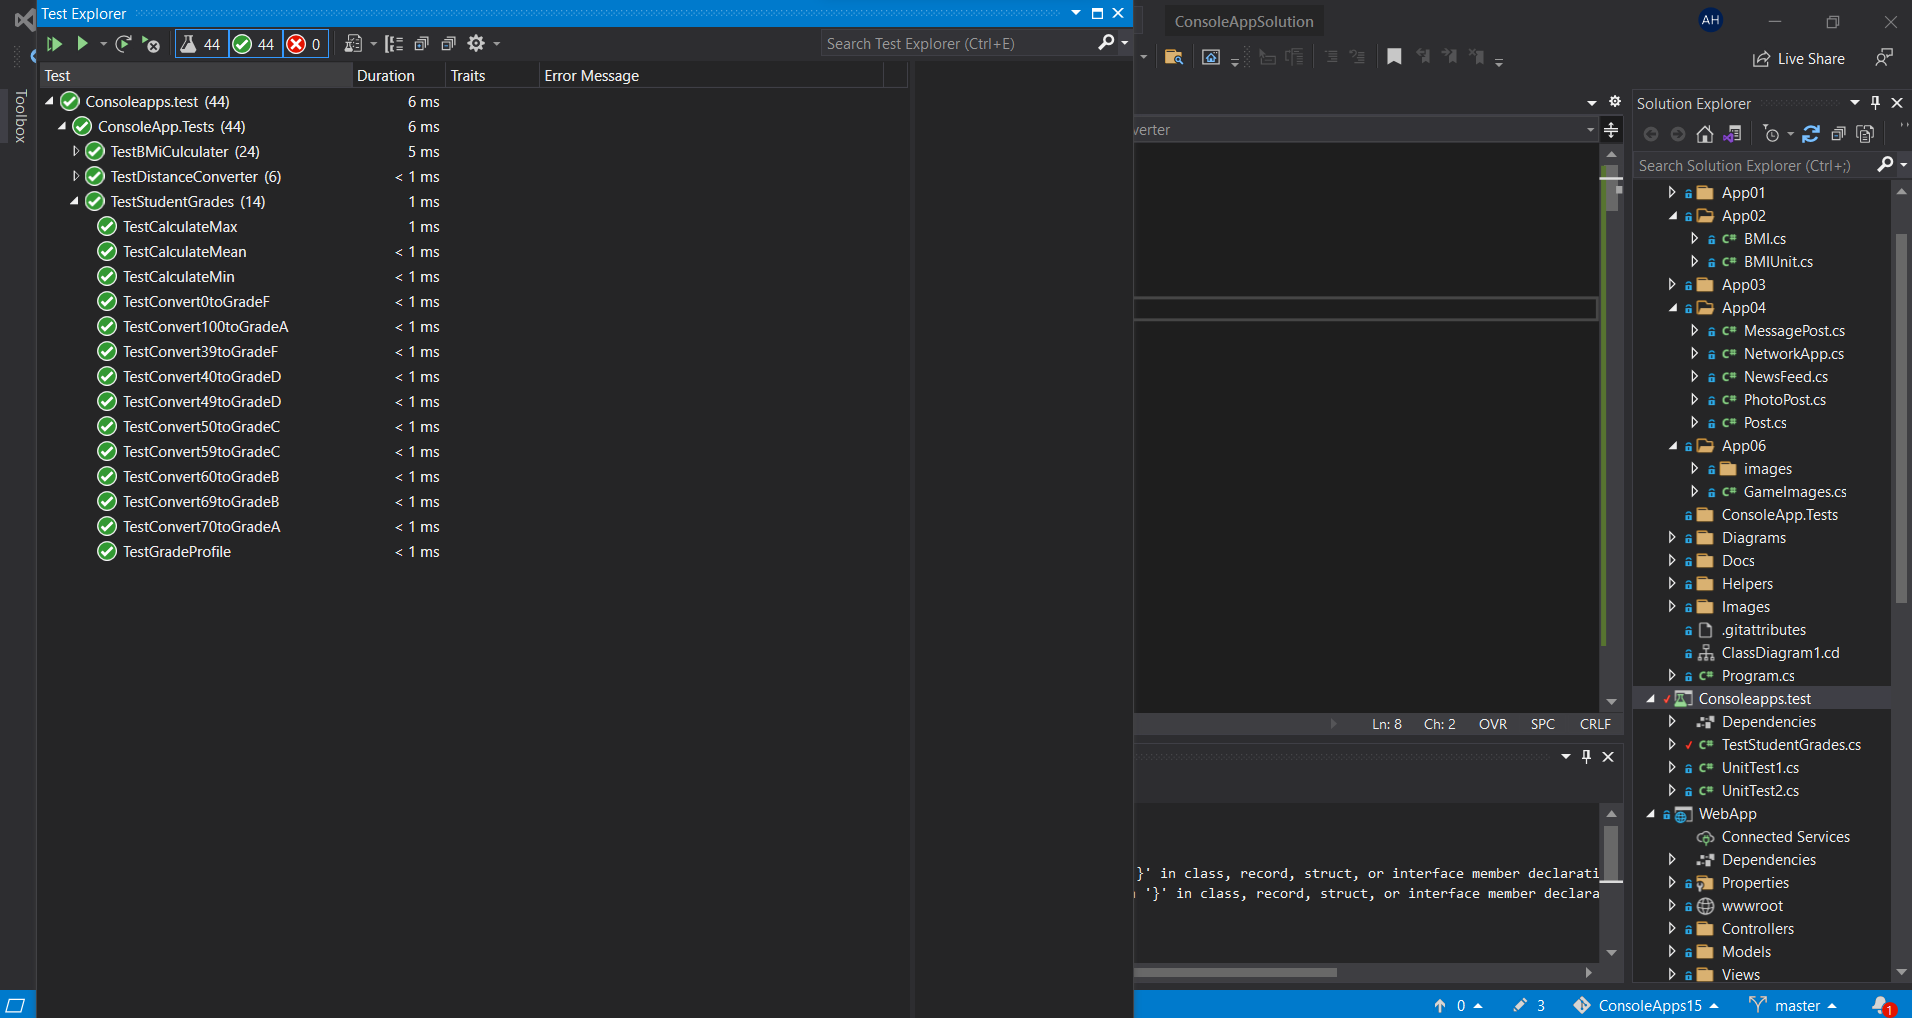 Test Explorer
ConsoleAppSolution
AH
44 44 0
Search Test Explorer (Ctrl+E)
Live Share
Test Duration Traits Error Message
Toolbox
Consoleapps.test (44) 6 ms
ConsoleApp.Tests (44) 6 ms
TestBMiCulculater (24) 5 ms
TestDistanceConverter (6) < 1 ms
TestStudentGrades (14) 1 ms
TestCalculateMax 1 ms
TestCalculateMean < 1 ms
TestCalculateMin < 1 ms
TestConvert0toGradeF < 1 ms
TestConvert100toGradeA < 1 ms
TestConvert39toGradeF < 1 ms
TestConvert40toGradeD < 1 ms
TestConvert49toGradeD < 1 ms
TestConvert50toGradeC < 1 ms
TestConvert59toGradeC < 1 ms
TestConvert60toGradeB < 1 ms
TestConvert69toGradeB < 1 ms
TestConvert70toGradeA < 1 ms
TestGradeProfile < 1 ms
verter
Ln: 8 Ch: 2 OVR SPC CRLF
}' in class, record, struct, or interface member declarati
'}' in class, record, struct, or interface member declara
Solution Explorer
Search Solution Explorer (Ctrl+;)
App01
App02
C# BMI.cs
C# BMIUnit.cs
App03
App04
C# MessagePost.cs
C# NetworkApp.cs
C# NewsFeed.cs
C# PhotoPost.cs
C# Post.cs
App06
images
C# GameImages.cs
ConsoleApp.Tests
Diagrams
Docs
Helpers
Images
.gitattributes
ClassDiagram1.cd
C# Program.cs
Consoleapps.test
Dependencies
C# TestStudentGrades.cs
C# UnitTest1.cs
C# UnitTest2.cs
WebApp
Connected Services
Dependencies
Properties
wwwroot
Controllers
Models
Views
0 3 ConsoleApps15 master 1